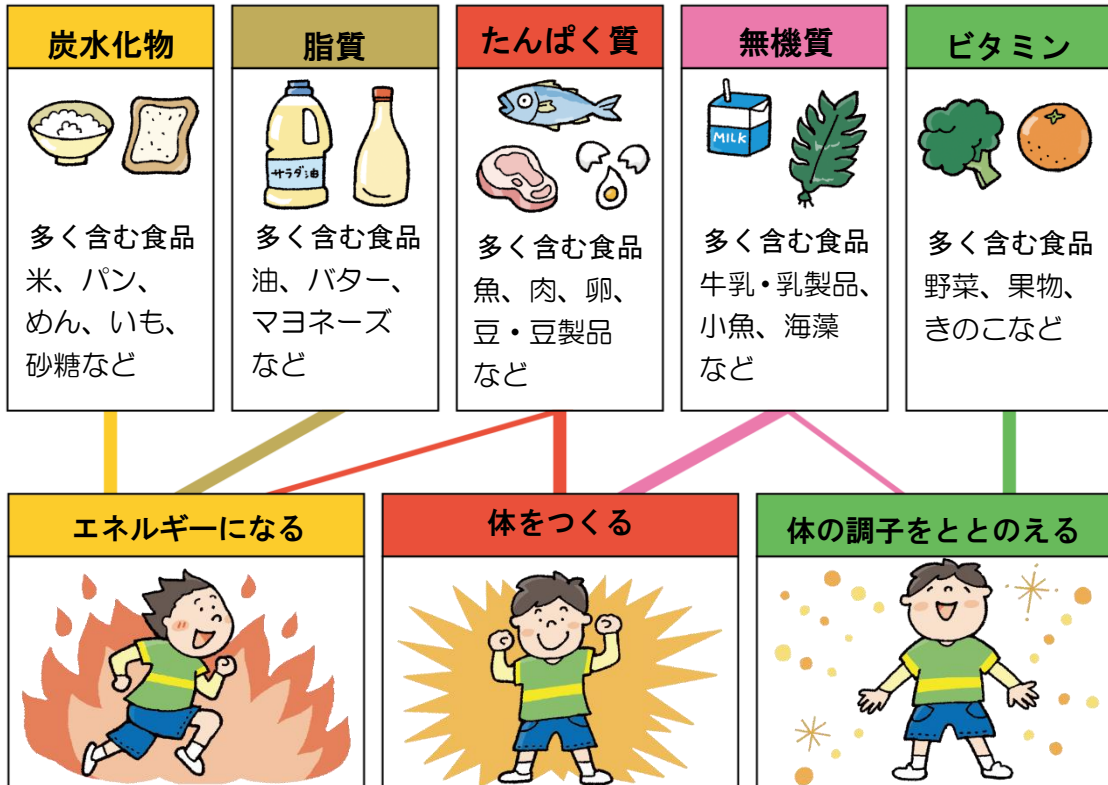 炭水化物
脂質
たんぱく質
無機質
ビタミン
サラダ油
MILK
多く含む食品
米、パン、
めん、いも、
砂糖など
多く含む食品
油、バター、
マヨネーズ
など
多く含む食品
魚、肉、卵、
豆・豆製品
など
多く含む食品
牛乳・乳製品、
小魚、海藻
など
多く含む食品
野菜、果物、
きのこなど
エネルギーになる
体をつくる
体の調子をととのえる